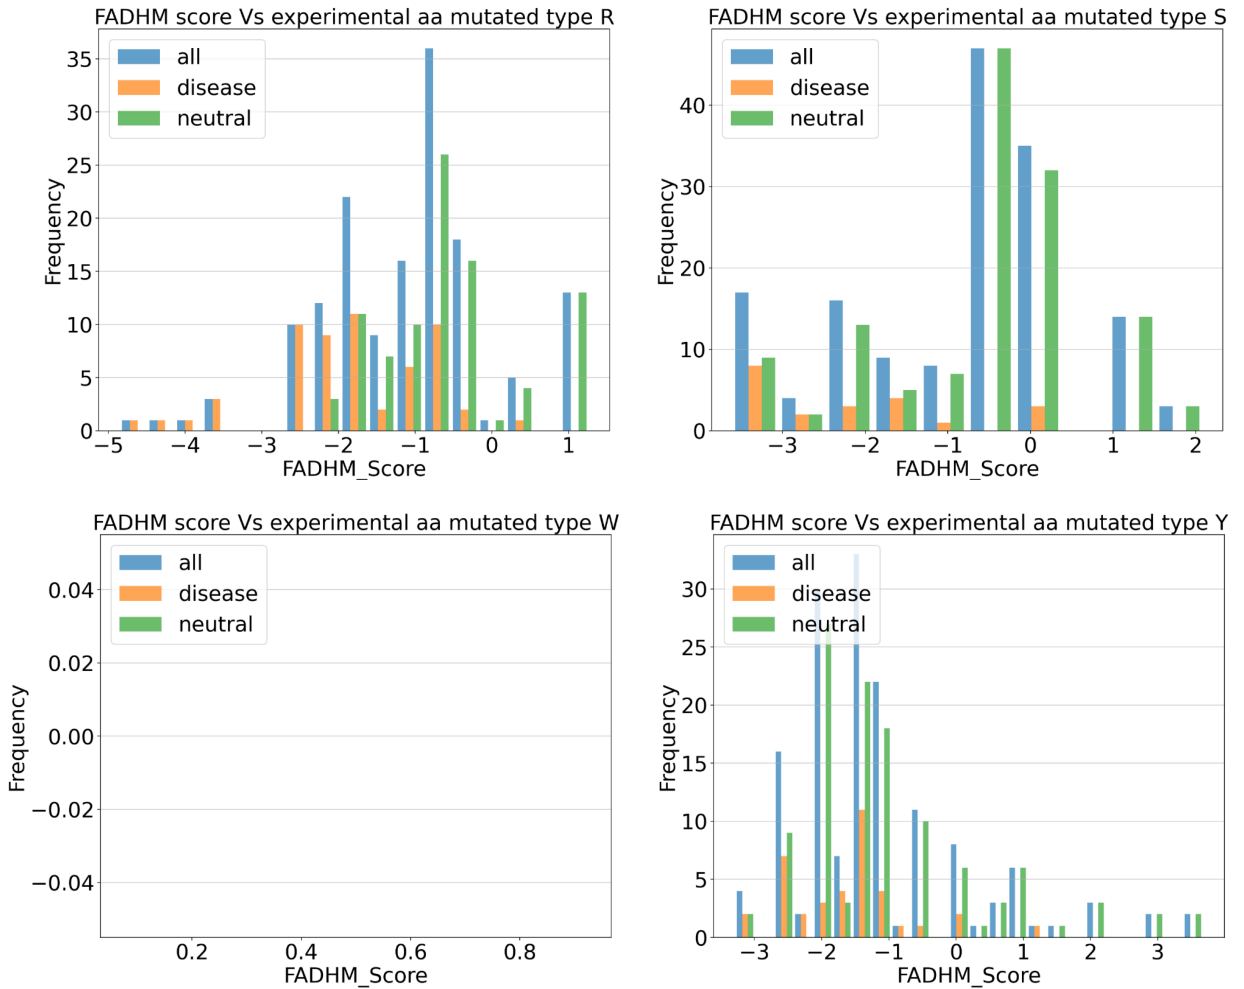 FADHM score Vs experimental aa mutated type R
all
disease
neutral
35
30
25
20
15
10
5
0
Frequency
−5 −4 −3 −2 −1 0 1
FADHM_Score
FADHM score Vs experimental aa mutated type S
all
disease
neutral
40
30
20
10
0
Frequency
−3 −2 −1 0 1 2
FADHM_Score
FADHM score Vs experimental aa mutated type W
all
disease
neutral
0.04
0.02
0.00
−0.02
−0.04
Frequency
0.2 0.4 0.6 0.8
FADHM_Score
FADHM score Vs experimental aa mutated type Y
all
disease
neutral
30
25
20
15
10
5
0
Frequency
−3 −2 −1 0 1 2 3
FADHM_Score